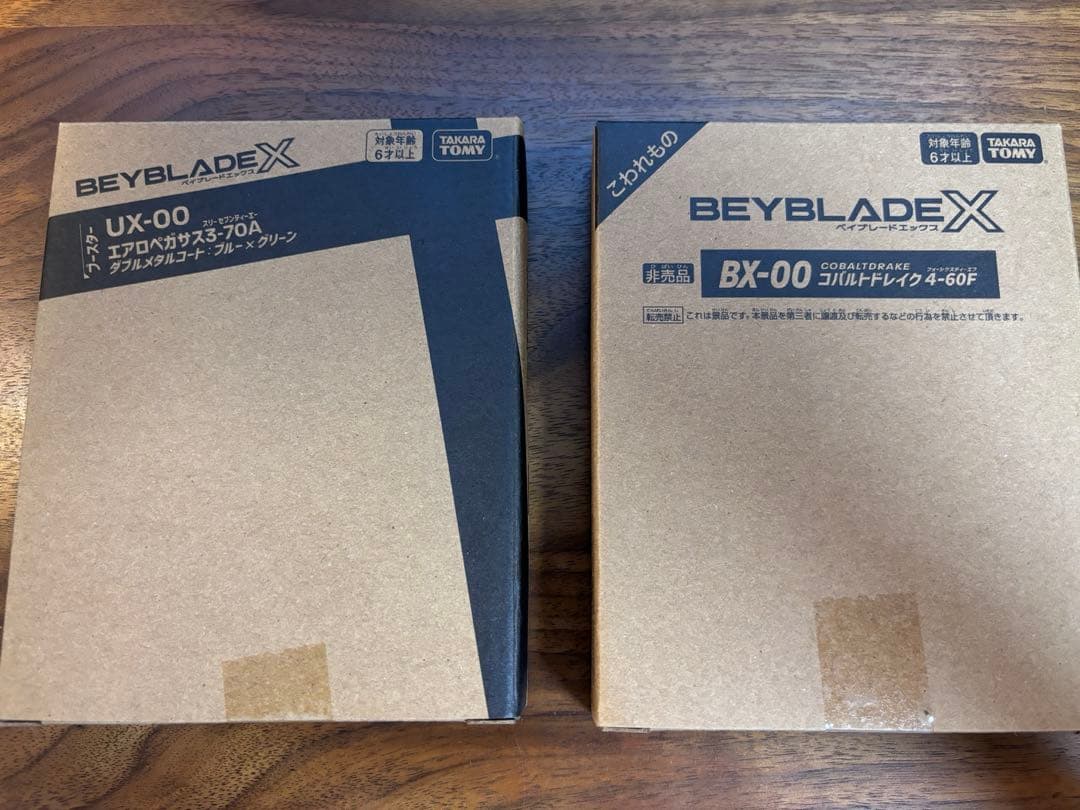 BEYBLADE X
ベイブレードエックス
対象年齢
6才以上
TAKARA
TOMY
ブースター
UX-00
スリーセブンティーエー
エアロペガサス3-70A
ダブルメタルコート:ブルー×グリーン
こわれもの
対象年齢
6才以上
TAKARA
TOMY
BEYBLADE X
ベイブレードエックス
ひばいひん
非売品
BX-00
COBALTDRAKE
フォーシックスティーエフ
コバルトドレイク 4-60F
転売禁止
これは景品です。本景品を第三者に譲渡及び転売するなどの行為を禁止させて頂きます。